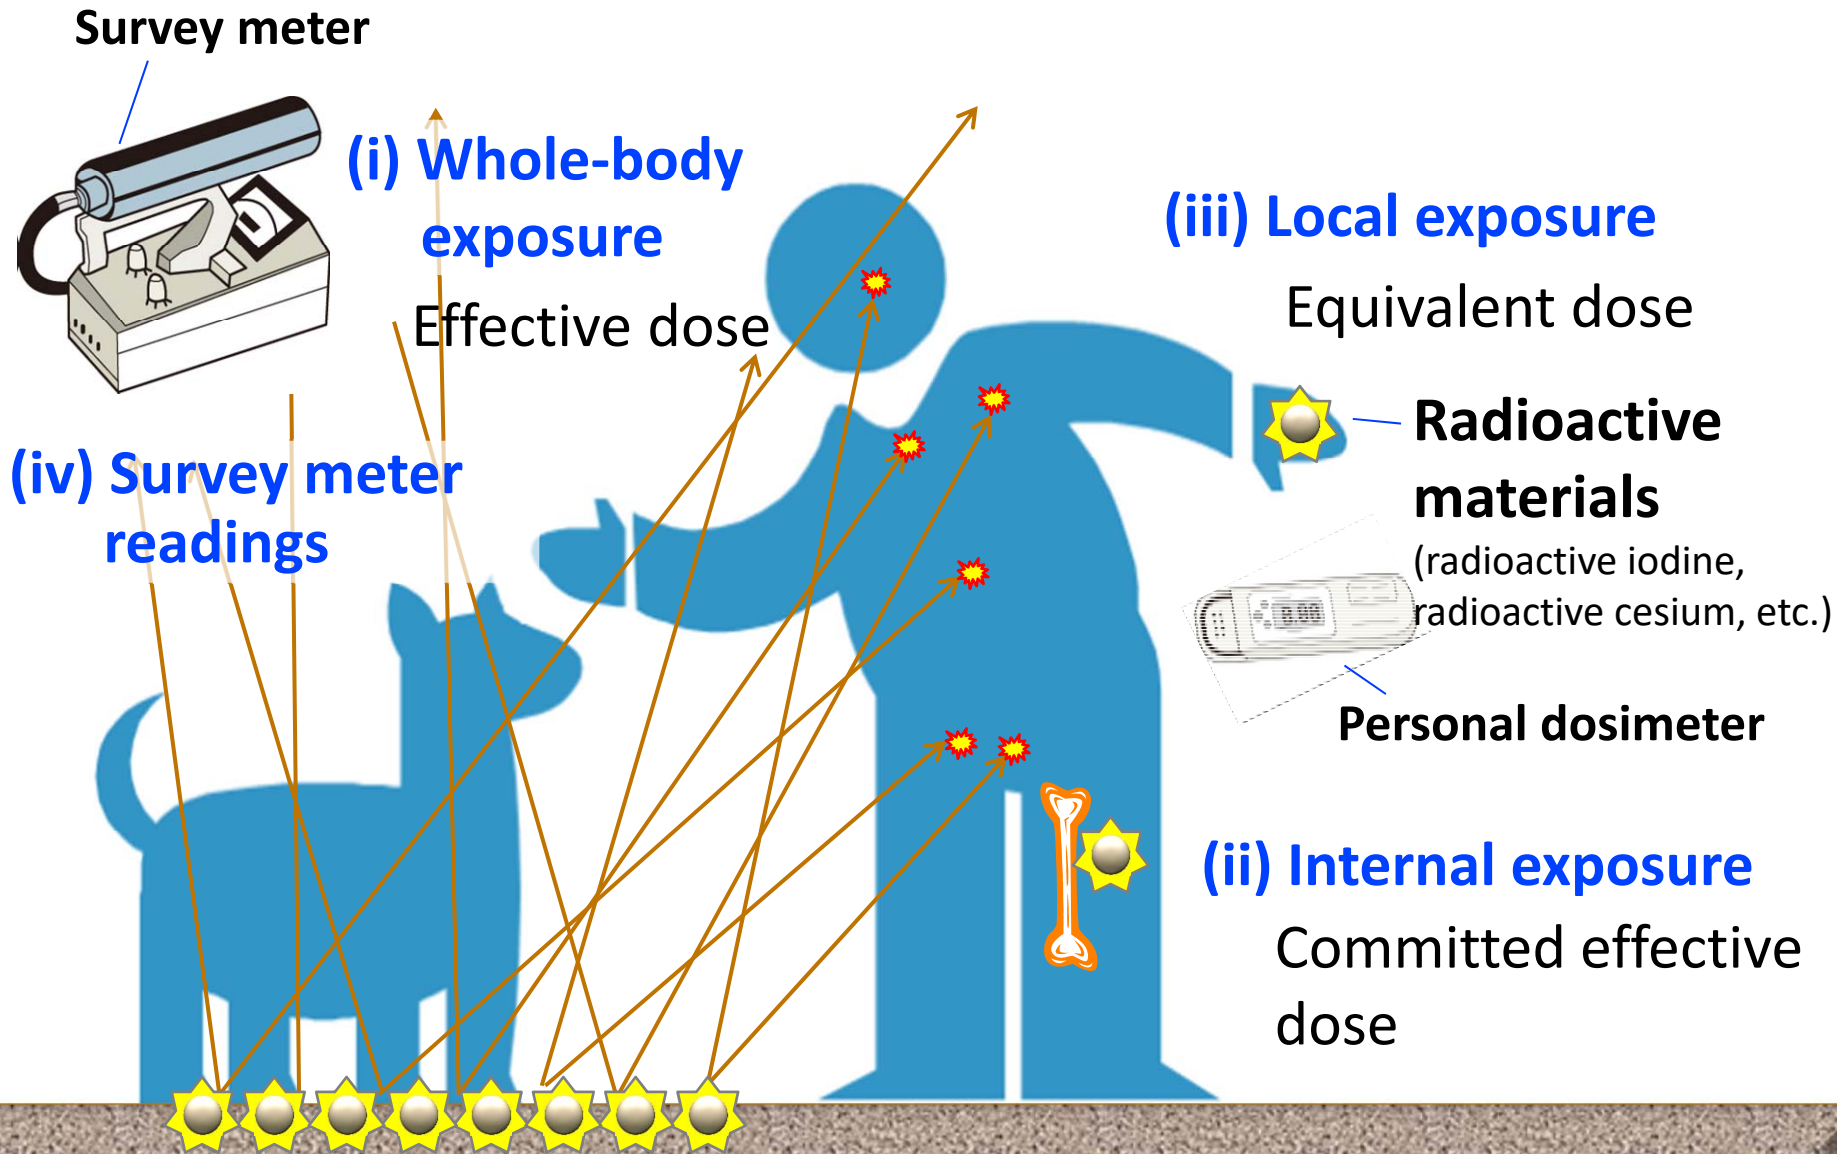 Survey meter
(i) Whole-body
exposure
Effective dose
(iv) Survey meter
readings
(iii) Local exposure
Equivalent dose
Radioactive
materials
(radioactive iodine,
radioactive cesium, etc.)
Personal dosimeter
(ii) Internal exposure
Committed effective
dose